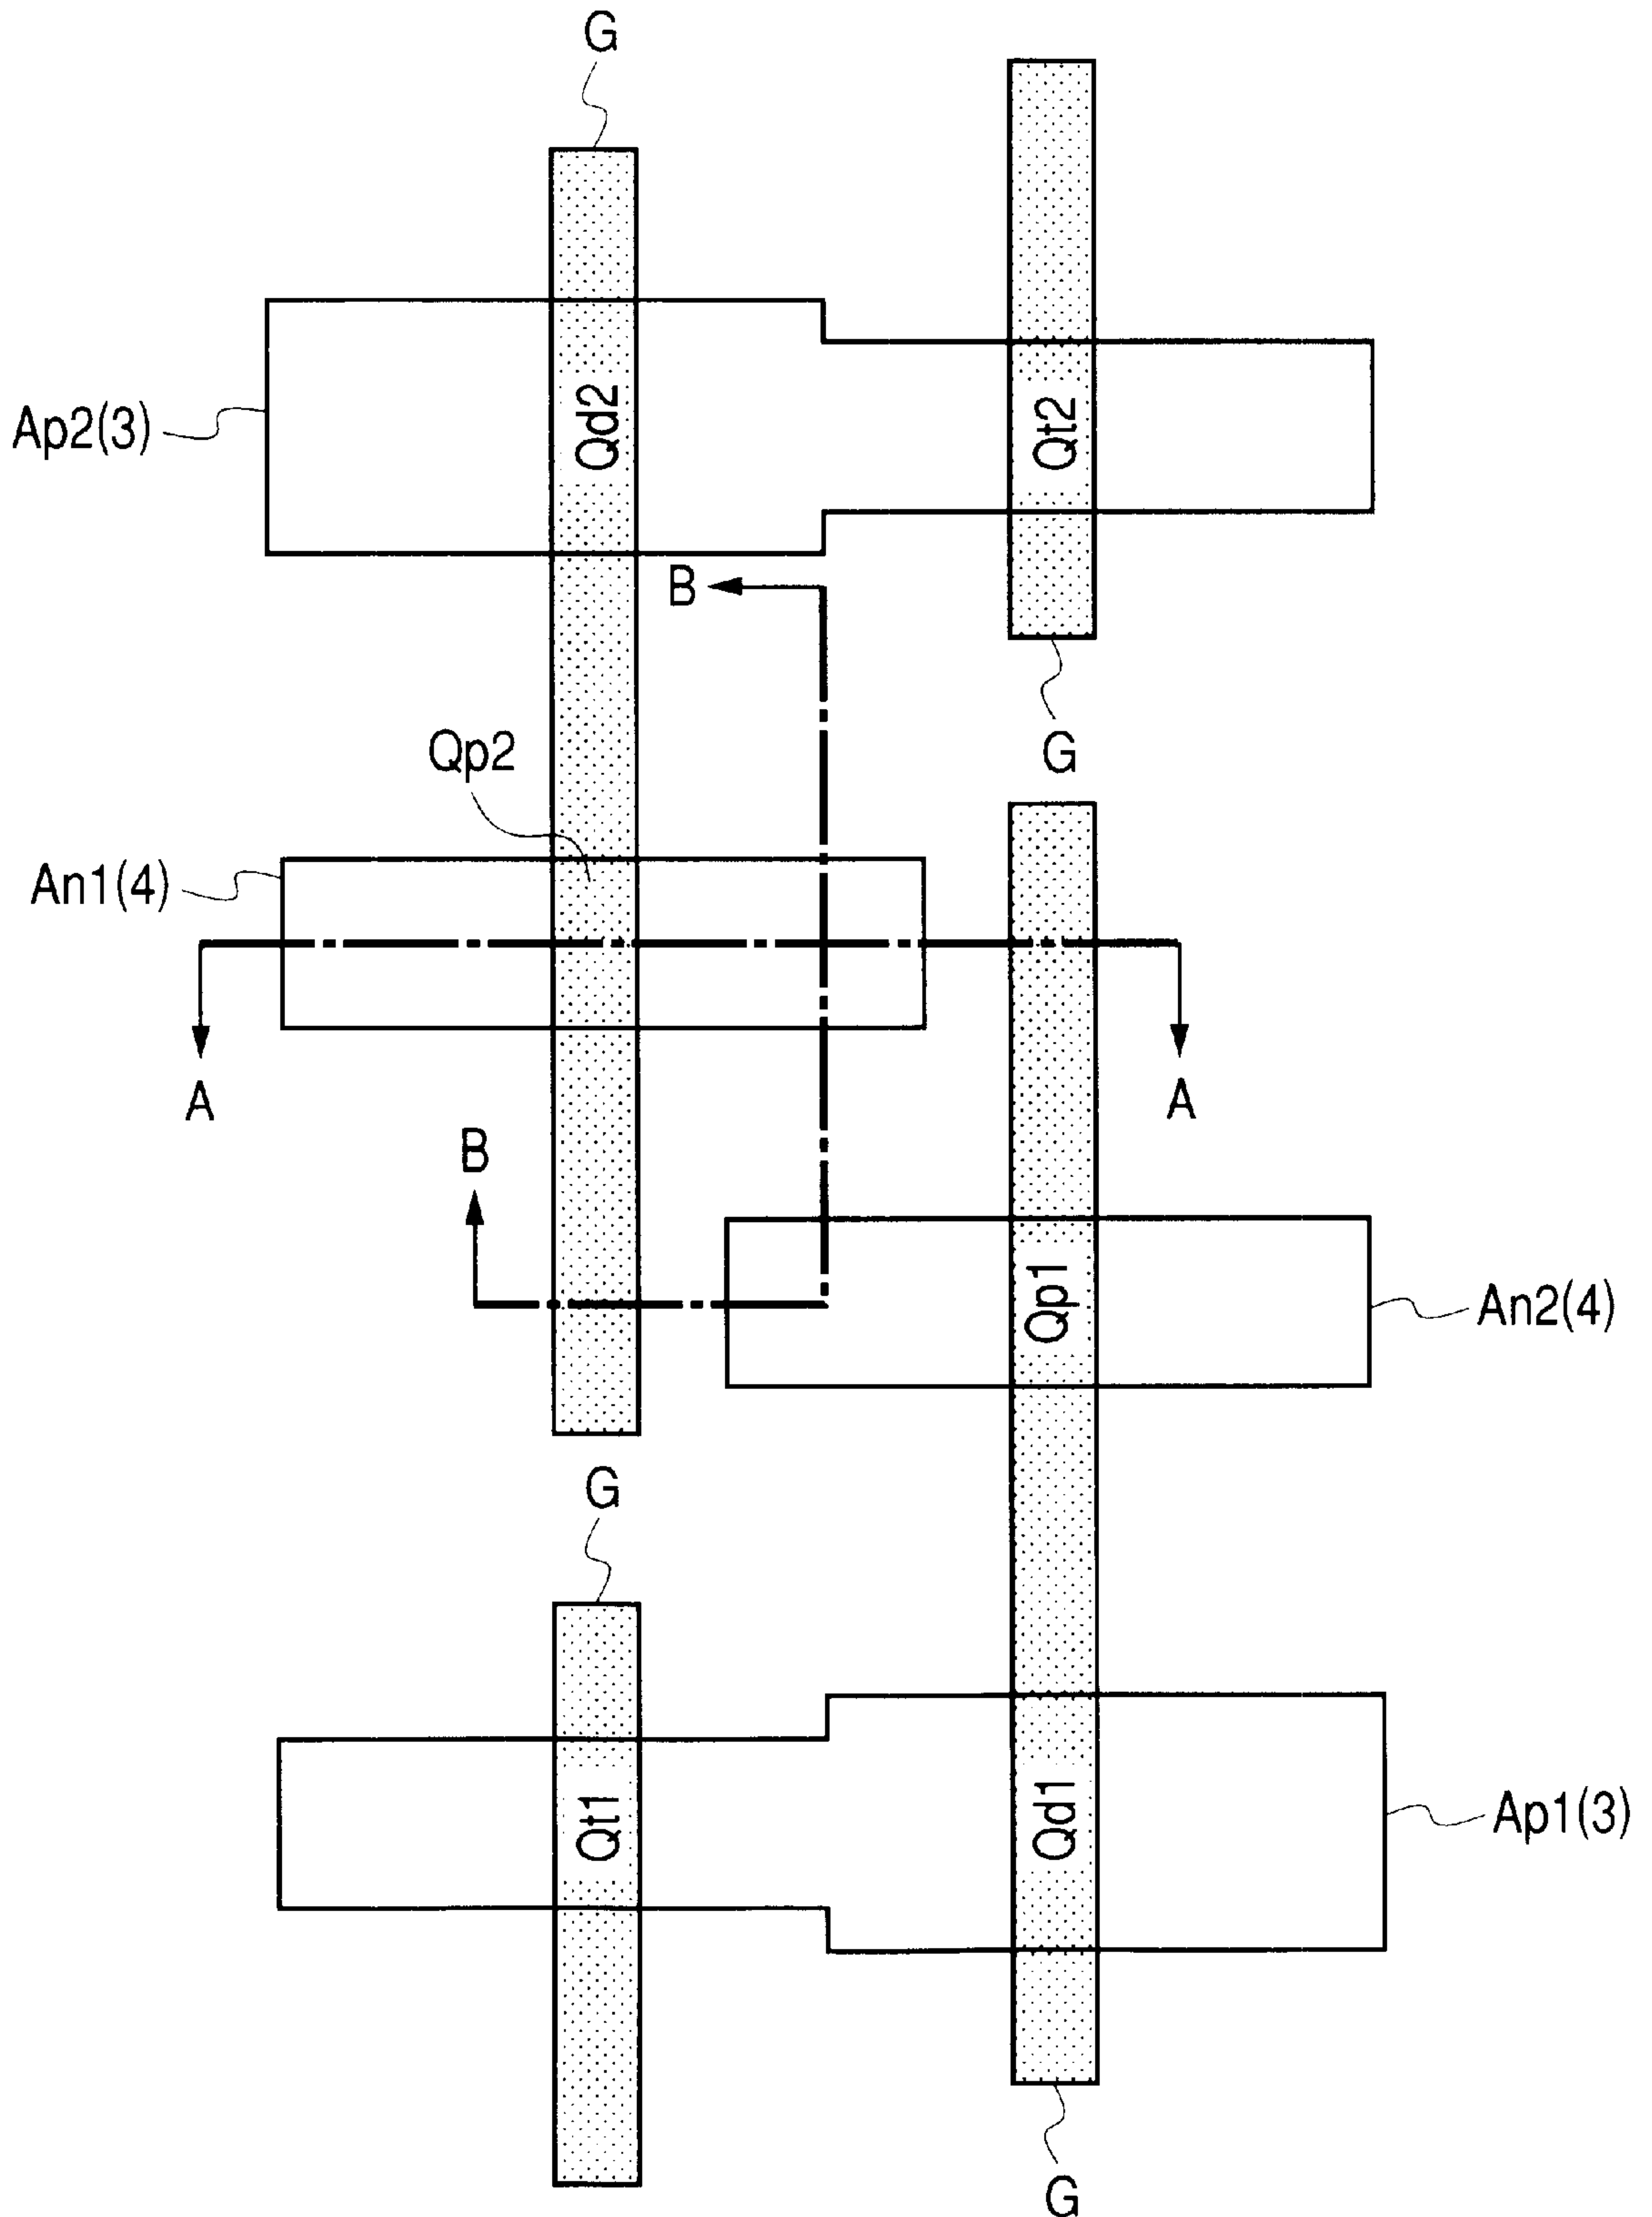 G
Qd2
Qt2
Ap2(3)
B
G
Qp2
An1(4)
A
A
B
Qp1
An2(4)
G
Qt1
Qd1
Ap1(3)
G